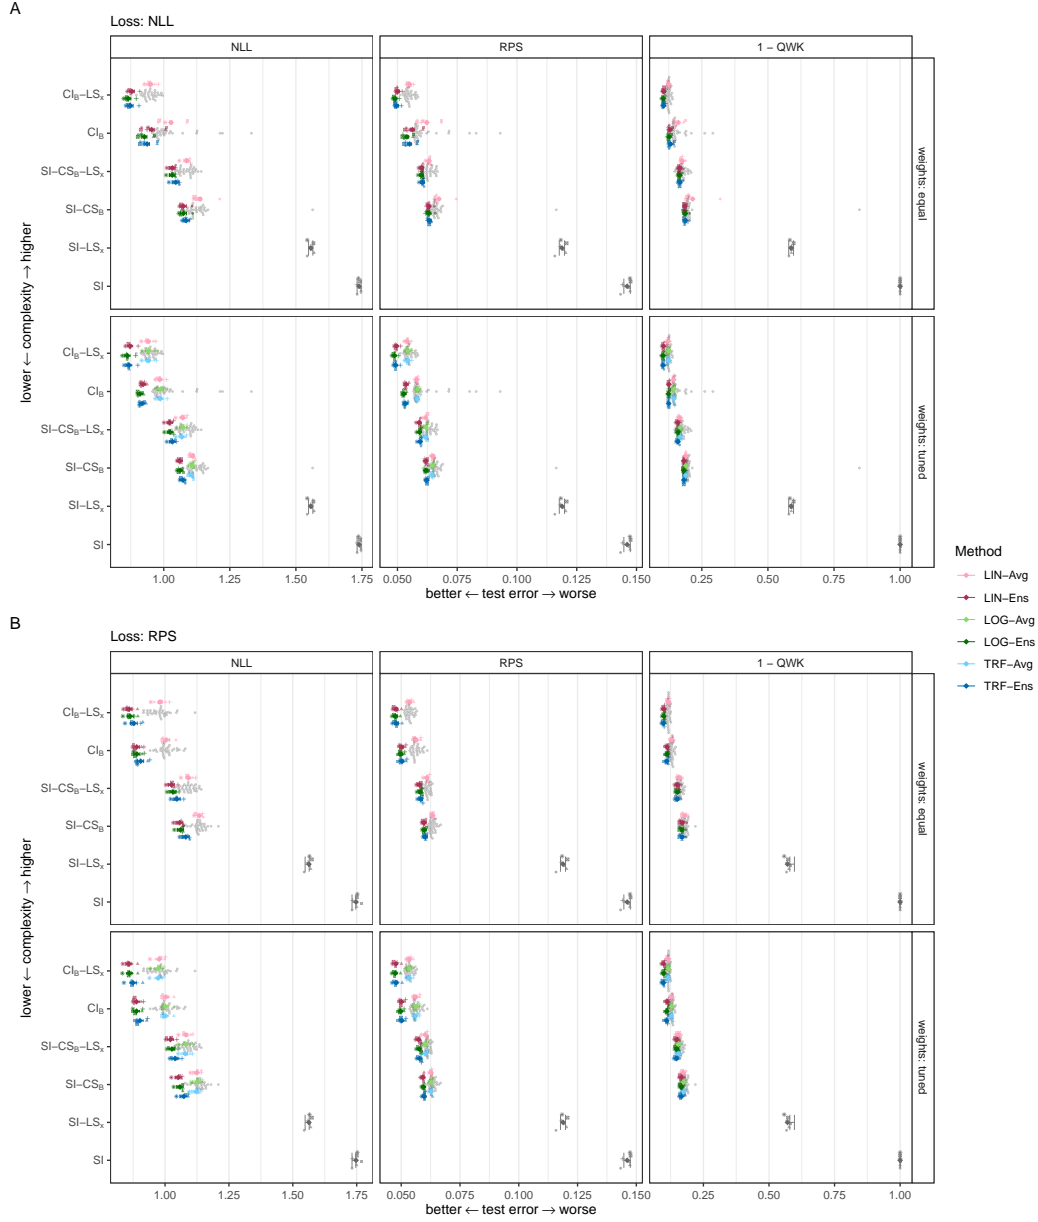 A
Loss: NLL
NLL
RPS
1 − QWK
CI_B−LS_x
CI_B
SI−CS_B−LS_x
SI−CS_B
SI−LS_x
SI
weights: equal
CI_B−LS_x
CI_B
SI−CS_B−LS_x
SI−CS_B
SI−LS_x
SI
weights: tuned
lower ← complexity → higher
1.00 1.25 1.50 1.75
0.050 0.075 0.100 0.125 0.150
0.25 0.50 0.75 1.00
better ← test error → worse
Method
LIN−Avg
LIN−Ens
LOG−Avg
LOG−Ens
TRF−Avg
TRF−Ens
B
Loss: RPS
NLL
RPS
1 − QWK
CI_B−LS_x
CI_B
SI−CS_B−LS_x
SI−CS_B
SI−LS_x
SI
weights: equal
CI_B−LS_x
CI_B
SI−CS_B−LS_x
SI−CS_B
SI−LS_x
SI
weights: tuned
lower ← complexity → higher
1.00 1.25 1.50 1.75
0.050 0.075 0.100 0.125 0.150
0.25 0.50 0.75 1.00
better ← test error → worse